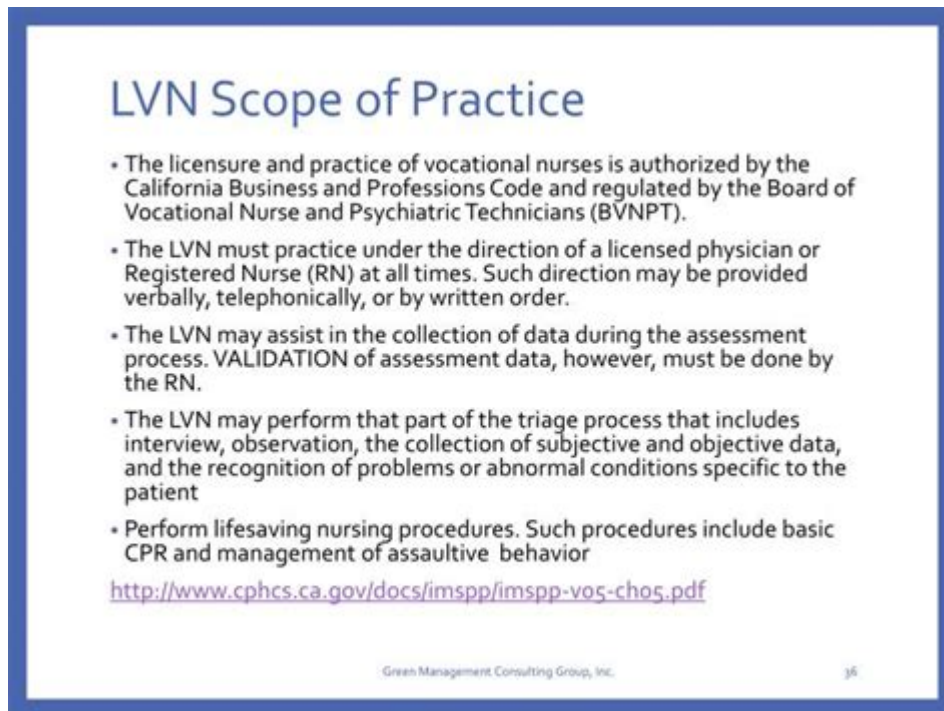 LVN Scope of Practice
• The licensure and practice of vocational nurses is authorized by the
California Business and Professions Code and regulated by the Board of
Vocational Nurse and Psychiatric Technicians (BVNPT).
• The LVN must practice under the direction of a licensed physician or
Registered Nurse (RN) at all times. Such direction may be provided
verbally, telephonically, or by written order.
• The LVN may assist in the collection of data during the assessment
process. VALIDATION of assessment data, however, must be done by
the RN.
• The LVN may perform that part of the triage process that includes
interview, observation, the collection of subjective and objective data,
and the recognition of problems or abnormal conditions specific to the
patient
• Perform lifesaving nursing procedures. Such procedures include basic
CPR and management of assaultive behavior
http://www.cphcs.ca.gov/docs/imspp/imspp-v05-ch05.pdf
Green Management Consulting Group, Inc.
36